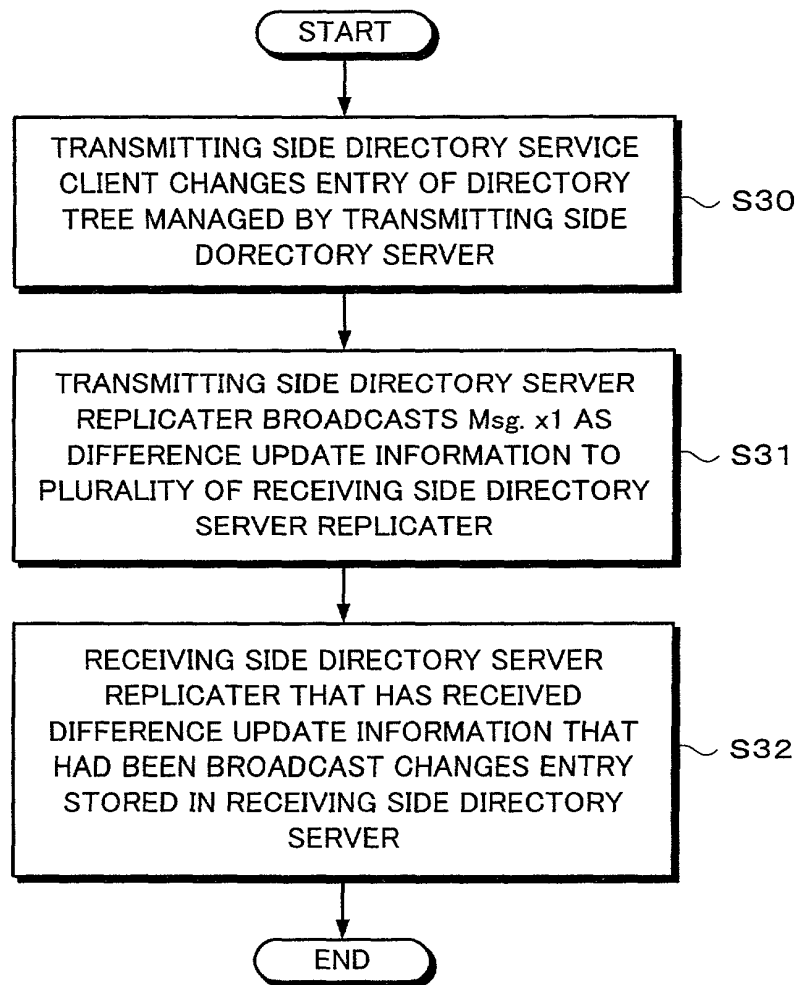 START
TRANSMITTING SIDE DIRECTORY SERVICE
CLIENT CHANGES ENTRY OF DIRECTORY
TREE MANAGED BY TRANSMITTING SIDE
DORECTORY SERVER
S30
TRANSMITTING SIDE DIRECTORY SERVER
REPLICATER BROADCASTS Msg. x1 AS
DIFFERENCE UPDATE INFORMATION TO
PLURALITY OF RECEIVING SIDE DIRECTORY
SERVER REPLICATER
S31
RECEIVING SIDE DIRECTORY SERVER
REPLICATER THAT HAS RECEIVED
DIFFERENCE UPDATE INFORMATION THAT
HAD BEEN BROADCAST CHANGES ENTRY
STORED IN RECEIVING SIDE DIRECTORY
SERVER
S32
END